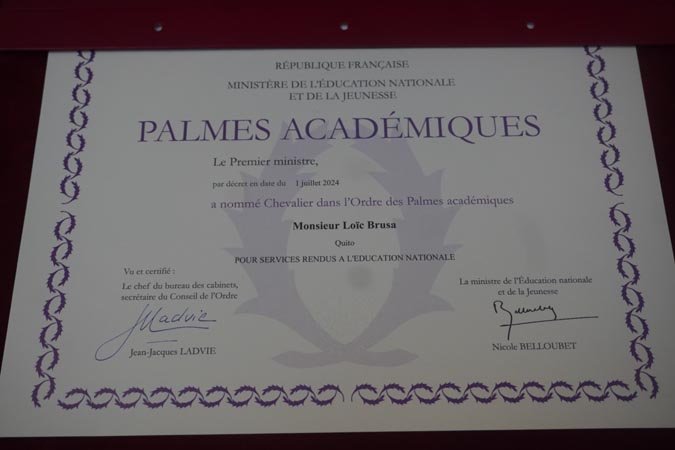 RÉPUBLIQUE FRANÇAISE
MINISTÈRE DE L'ÉDUCATION NATIONALE
ET DE LA JEUNESSE
PALMES ACADÉMIQUES
Le Premier ministre,
par décret en date du 1 juillet 2024
a nommé Chevalier dans l'Ordre des Palmes académiques
Monsieur Loïc Brusa
Quito
POUR SERVICES RENDUS A L'EDUCATION NATIONALE
Vu et certifié :
Le chef du bureau des cabinets,
secrétaire du Conseil de l'Ordre
JJLadvie
Jean-Jacques LADVIE
La ministre de l'Éducation nationale
et de la Jeunesse
Belloubet
Nicole BELLOUBET